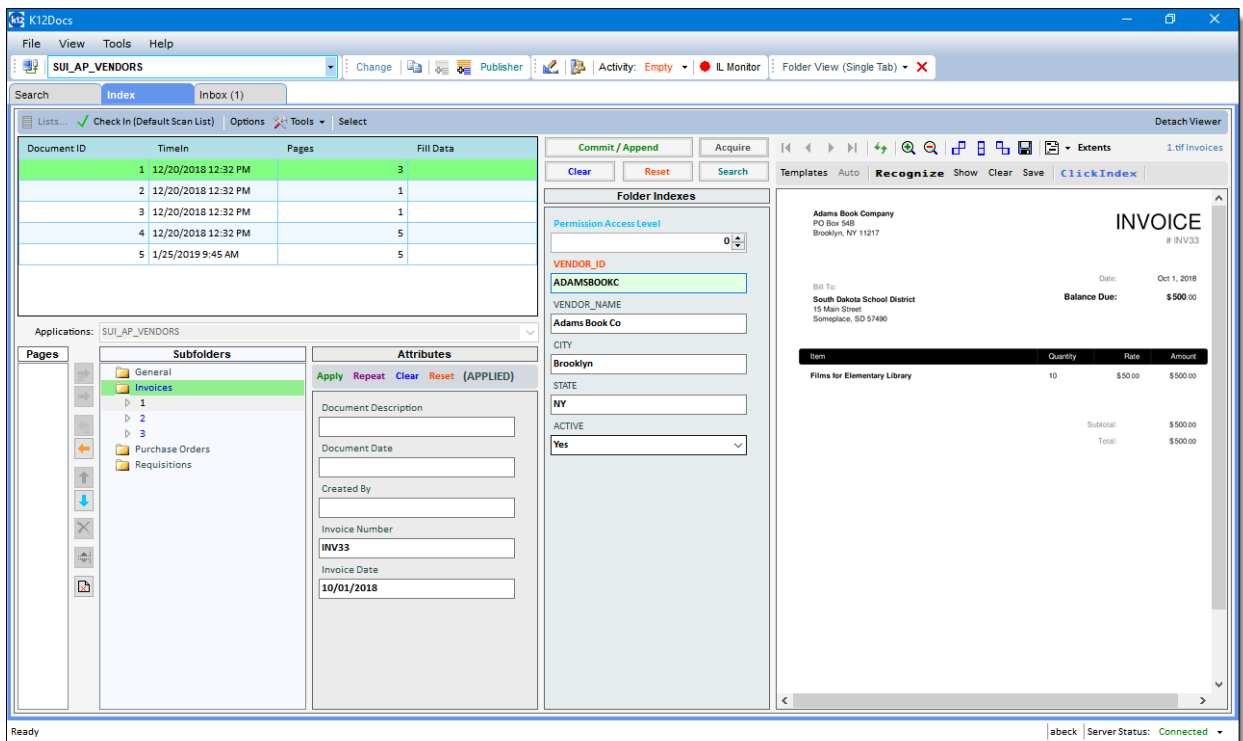 K12Docs
File View Tools Help
SUI_AP_VENDORS Change Publisher Activity: Empty IL Monitor Folder View (Single Tab)
Search Index Inbox (1)
Lists... Check In (Default Scan List) Options Tools Select Detach Viewer
Document ID TimeIn Pages Fill Data
1 12/20/2018 12:32 PM 3
2 12/20/2018 12:32 PM 1
3 12/20/2018 12:32 PM 1
4 12/20/2018 12:32 PM 5
5 1/25/2019 9:45 AM 5
Applications: SUI_AP_VENDORS
Pages
Subfolders
General
Invoices
1
2
3
Purchase Orders
Requisitions
Attributes
Apply Repeat Clear Reset (APPLIED)
Document Description
Document Date
Created By
Invoice Number
INV33
Invoice Date
10/01/2018
Commit / Append Acquire
Clear Reset Search
Folder Indexes
Permission Access Level
0
VENDOR_ID
ADAMSBOOKC
VENDOR_NAME
Adams Book Co
CITY
Brooklyn
STATE
NY
ACTIVE
Yes
Extents 1.tif Invoices
Templates Auto Recognize Show Clear Save ClickIndex
Adams Book Company
PO Box 54B
Brooklyn, NY 11217
INVOICE
# INV33
Date: Oct 1, 2018
Balance Due: $500.00
Bill To:
South Dakota School District
15 Main Street
Someplace, SD 57490
Item Quantity Rate Amount
Films for Elementary Library 10 $50.00 $500.00
Subtotal: $500.00
Total: $500.00
Ready abeck Server Status: Connected